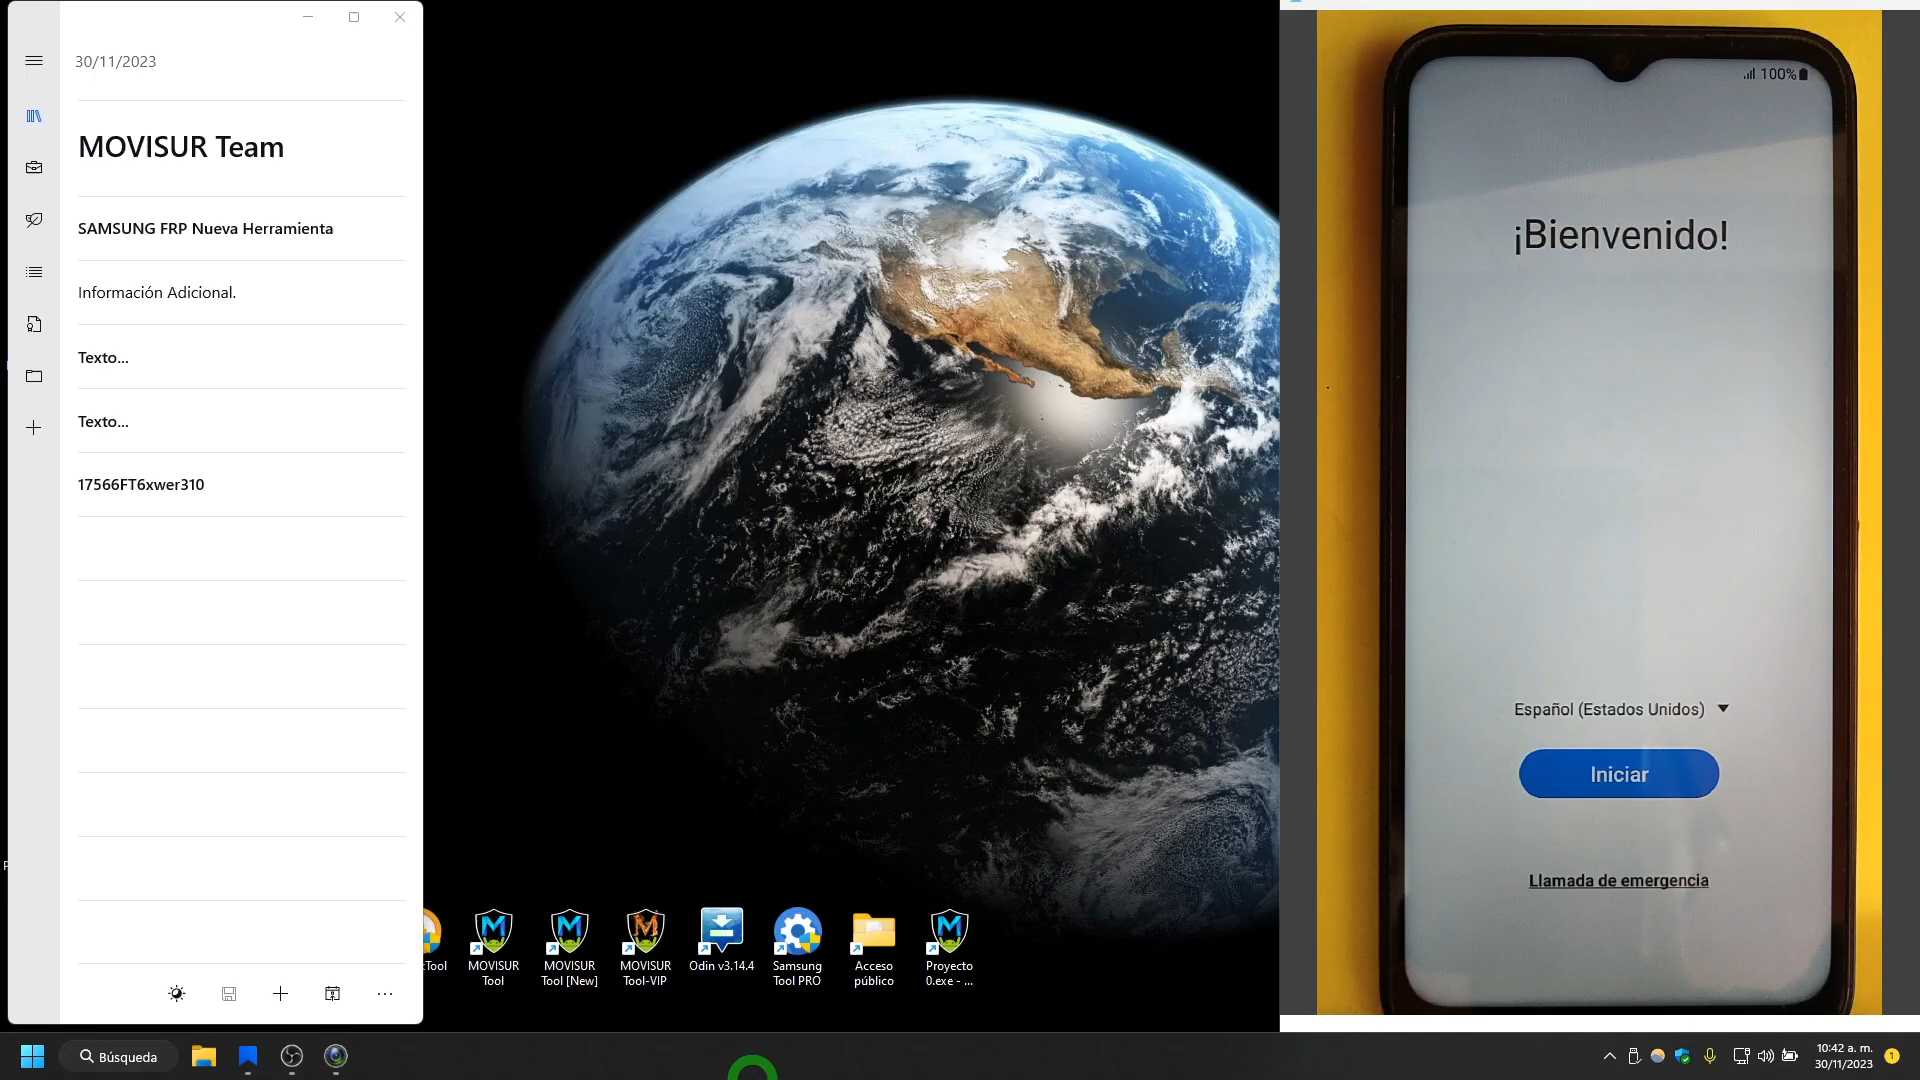 30/11/2023
MOVISUR Team
SAMSUNG FRP Nueva Herramienta
Información Adicional.
Texto...
Texto...
17566FT6xwer310
MOVISUR
Tool
MOVISUR
Tool [New]
MOVISUR
Tool-VIP
Odin v3.14.4
Samsung
Tool PRO
Acceso
público
Proyecto
0.exe - ...
100%
¡Bienvenido!
Español (Estados Unidos)
Iniciar
Llamada de emergencia
Búsqueda
10:42 a. m.
30/11/2023
1